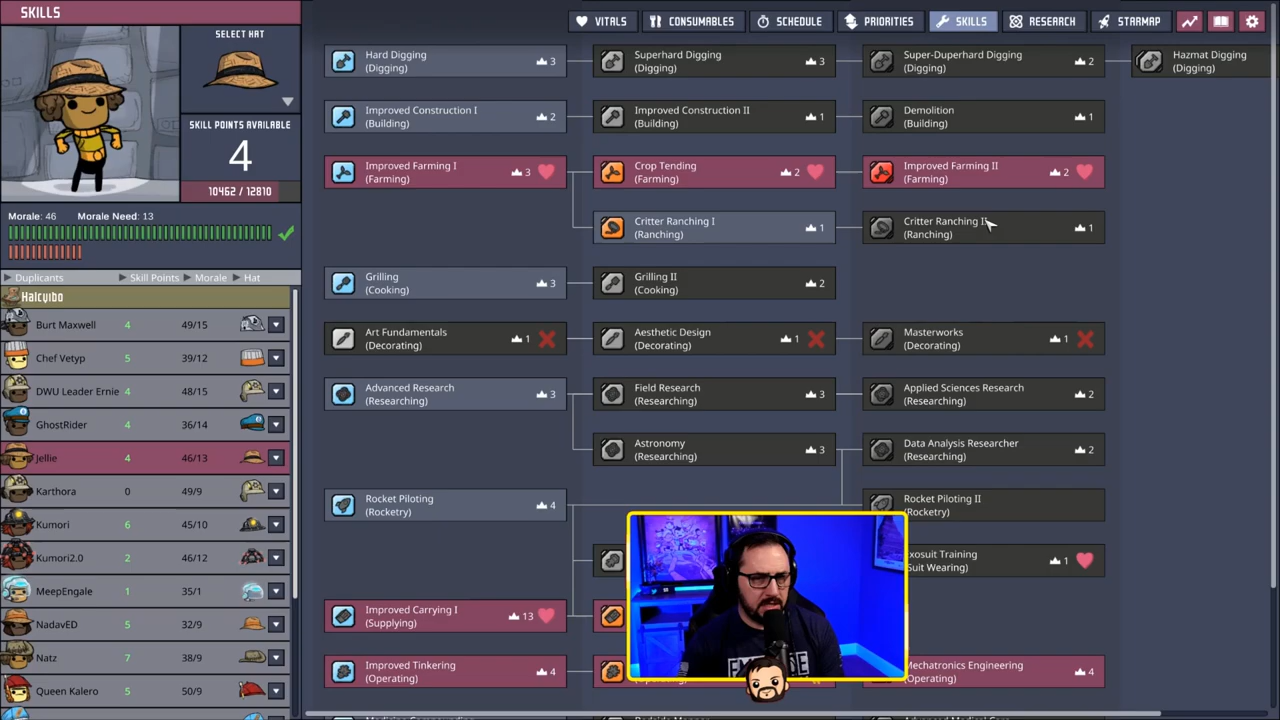 SKILLS
VITALS
CONSUMABLES
SCHEDULE
PRIORITIES
SKILLS
RESEARCH
STARMAP
SELECT HAT
SKILL POINTS AVAILABLE
4
10462 / 12810
Morale: 46 Morale Need: 13
Duplicants Skill Points Morale Hat
Halcyibo
Burt Maxwell 4 49/15
Chef Vetyp 5 39/12
DWU Leader Ernie 4 48/15
GhostRider 4 36/14
Jellie 4 46/13
Karthora 0 49/9
Kumori 6 45/10
Kumori2.0 2 46/12
MeepEngale 1 35/1
NadavED 5 32/9
Natz 7 38/9
Queen Kalero 5 50/9
Hard Digging
(Digging)
3
Superhard Digging
(Digging)
3
Super-Duperhard Digging
(Digging)
2
Hazmat Digging
(Digging)
Improved Construction I
(Building)
2
Improved Construction II
(Building)
1
Demolition
(Building)
1
Improved Farming I
(Farming)
3
Crop Tending
(Farming)
2
Improved Farming II
(Farming)
2
Critter Ranching I
(Ranching)
1
Critter Ranching II
(Ranching)
1
Grilling
(Cooking)
3
Grilling II
(Cooking)
2
Art Fundamentals
(Decorating)
1
Aesthetic Design
(Decorating)
1
Masterworks
(Decorating)
1
Advanced Research
(Researching)
3
Field Research
(Researching)
3
Applied Sciences Research
(Researching)
2
Astronomy
(Researching)
3
Data Analysis Researcher
(Researching)
2
Rocket Piloting
(Rocketry)
4
Rocket Piloting II
(Rocketry)
xosuit Training
Suit Wearing)
1
Improved Carrying I
(Supplying)
13
Improved Tinkering
(Operating)
4
Mechatronics Engineering
(Operating)
4